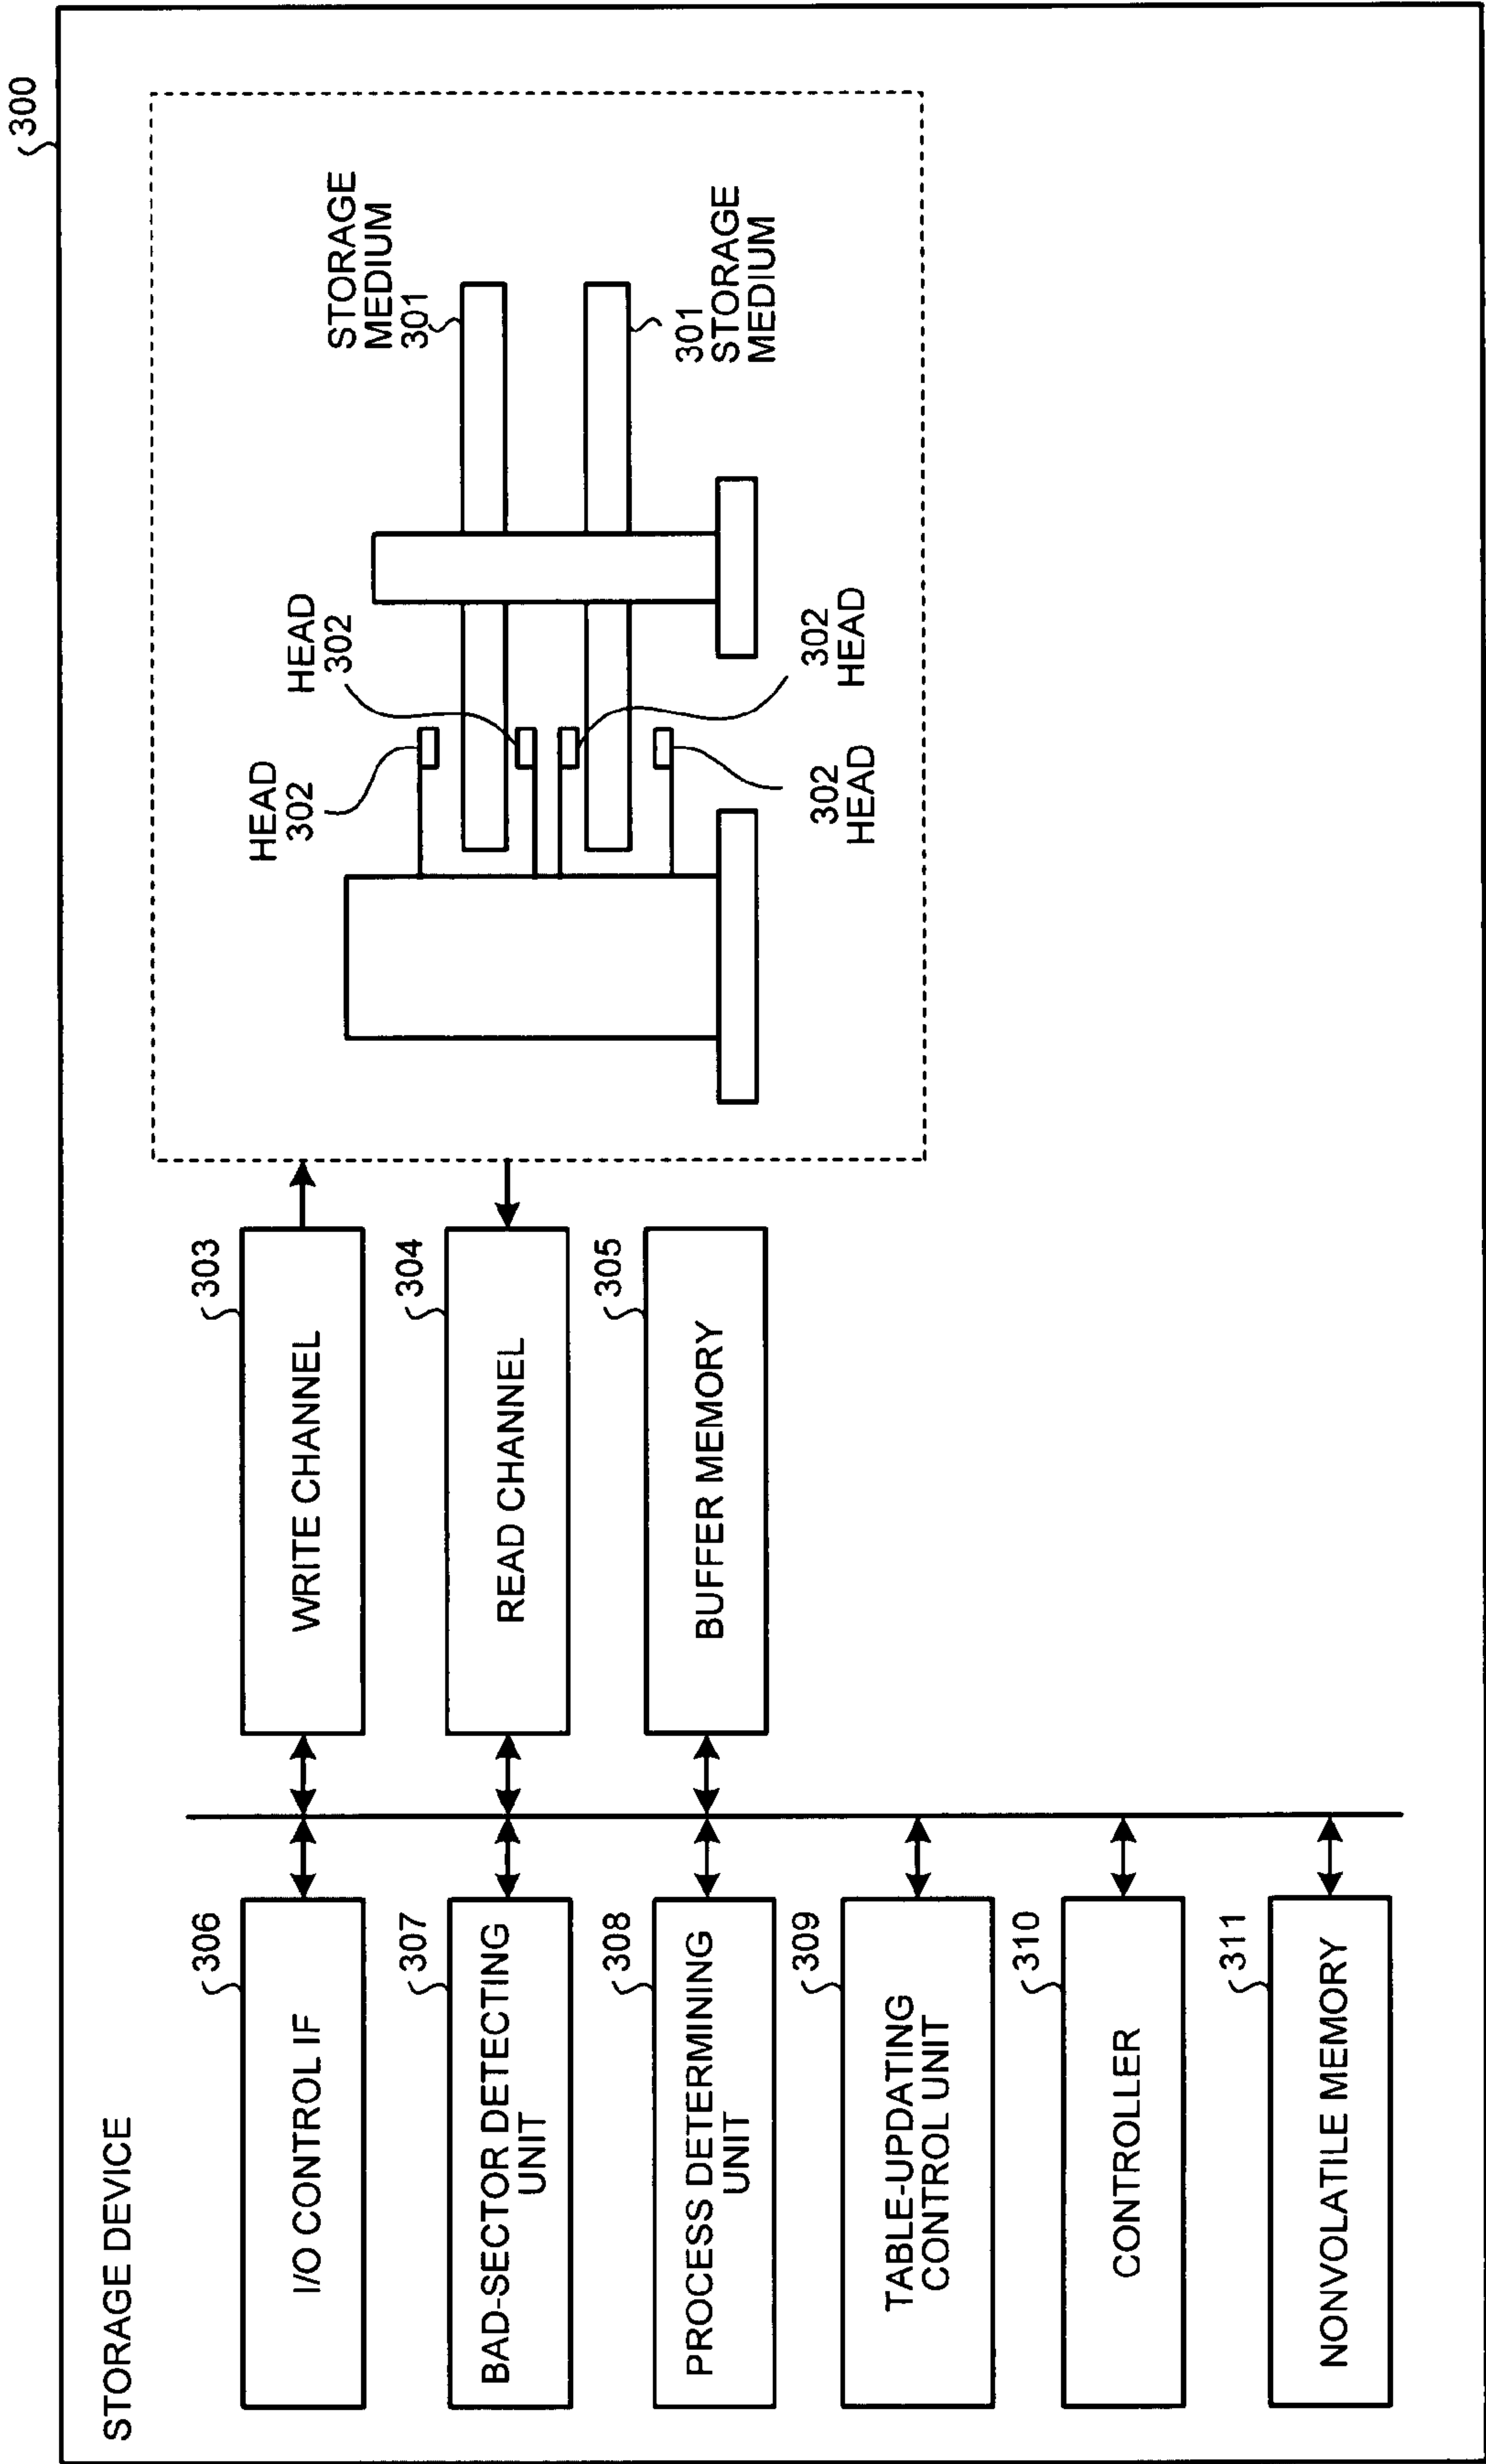 300
STORAGE DEVICE
306
I/O CONTROL IF
307
BAD-SECTOR DETECTING
UNIT
308
PROCESS DETERMINING
UNIT
309
TABLE-UPDATING
CONTROL UNIT
310
CONTROLLER
311
NONVOLATILE MEMORY
303
WRITE CHANNEL
304
READ CHANNEL
305
BUFFER MEMORY
HEAD
302
HEAD
302
STORAGE
MEDIUM
301
301
STORAGE
MEDIUM
302
HEAD
302
HEAD